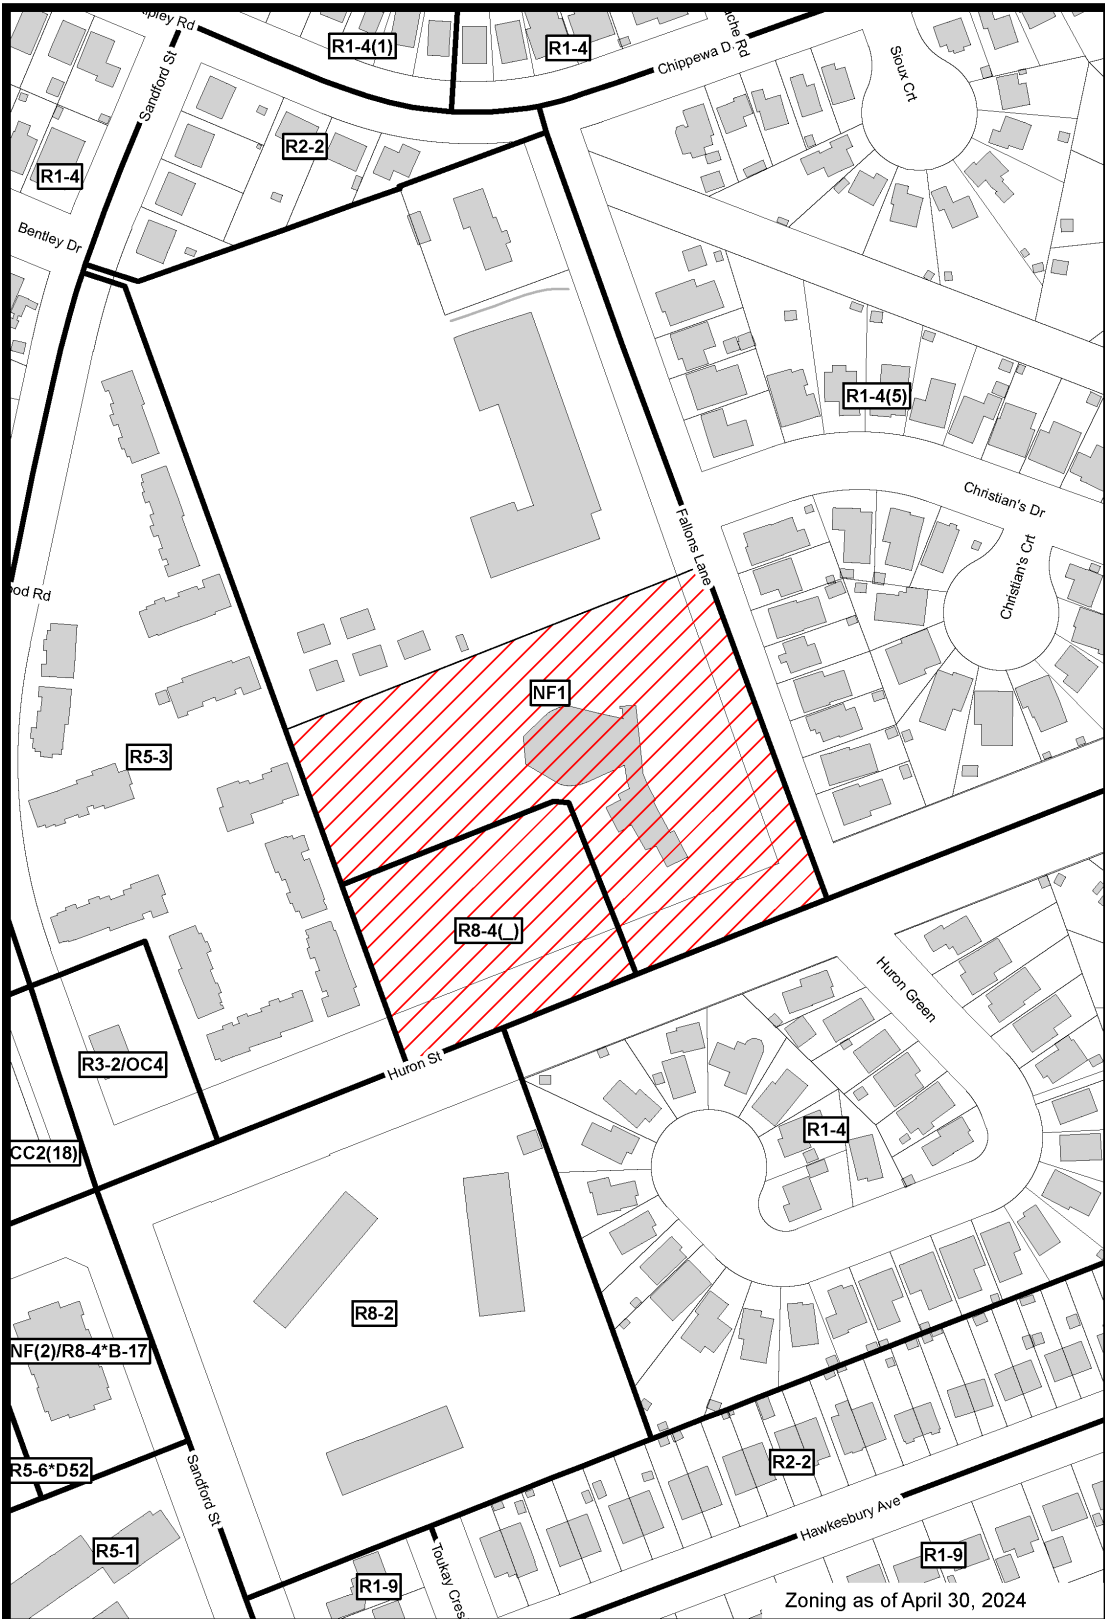 R1-4(1)
R1-4
Chippewa D
Sandford St
R2-2
Sioux Crt
R1-4
Bentley Dr
R1-4(5)
Christian's Dr
Fallons Lane
Christian's Crt
NF1
R5-3
R8-4(_)
Huron Green
R3-2/OC4
Huron St
R1-4
CC2(18)
R8-2
NF(2)/R8-4*B-17
R5-6*D52
R2-2
Sandford St
Hawkesbury Ave
R5-1
Toukay Cres
R1-9
R1-9
Zoning as of April 30, 2024